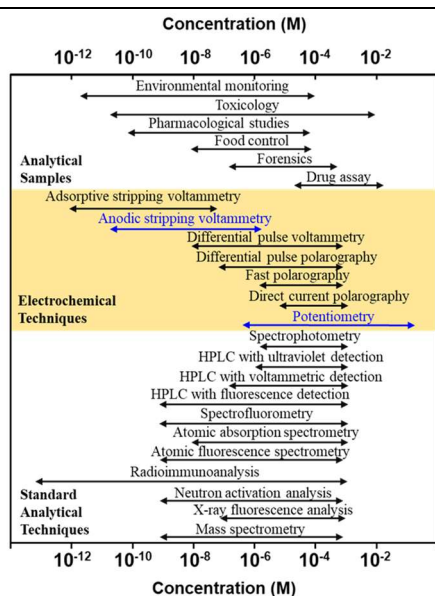 Concentration (M)
10-12 10-10 10-8 10-6 10-4 10-2
Environmental monitoring
Toxicology
Pharmacological studies
Food control
Forensics
Analytical
Samples
Drug assay
Adsorptive stripping voltammetry
Anodic stripping voltammetry
Differential pulse voltammetry
Differential pulse polarography
Fast polarography
Direct current polarography
Electrochemical
Techniques
Potentiometry
Spectrophotometry
HPLC with ultraviolet detection
HPLC with voltammetric detection
HPLC with fluorescence detection
Spectrofluorometry
Atomic absorption spectrometry
Atomic fluorescence spectrometry
Radioimmunoanalysis
Standard
Analytical
Techniques
Neutron activation analysis
X-ray fluorescence analysis
Mass spectrometry
10-12 10-10 10-8 10-6 10-4 10-2
Concentration (M)